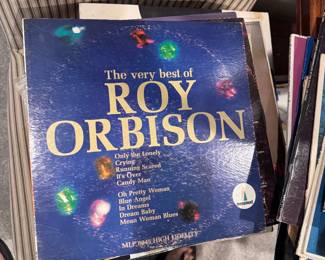 The very best of
ROY
ORBISON
Only the Lonely
Crying
Running Scared
It's Over
Candy Man
Oh Pretty Woman
Blue Angel
In Dreams
Dream Baby
Mean Woman Blues
HIGH FIDELITY